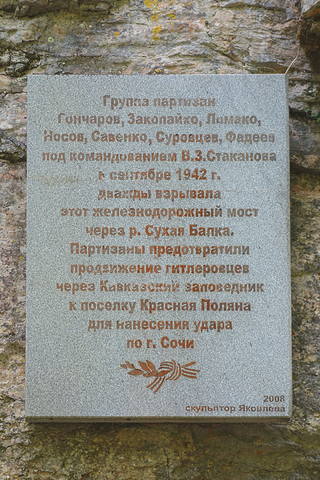 Группа партизан
Гончаров, Заколайко, Ломако,
Носов, Савенко, Суровцев, Фадеев
под командованием В.З.Стаканова
в сентябре 1942 г.
дважды взрывала
этот железнодорожный мост
через р. Сухая Балка.
Партизаны предотвратили
продвижение гитлеровцев
через Кавказский заповедник
к поселку Красная Поляна
для нанесения удара
по г. Сочи
2008
скульптор Яковлева